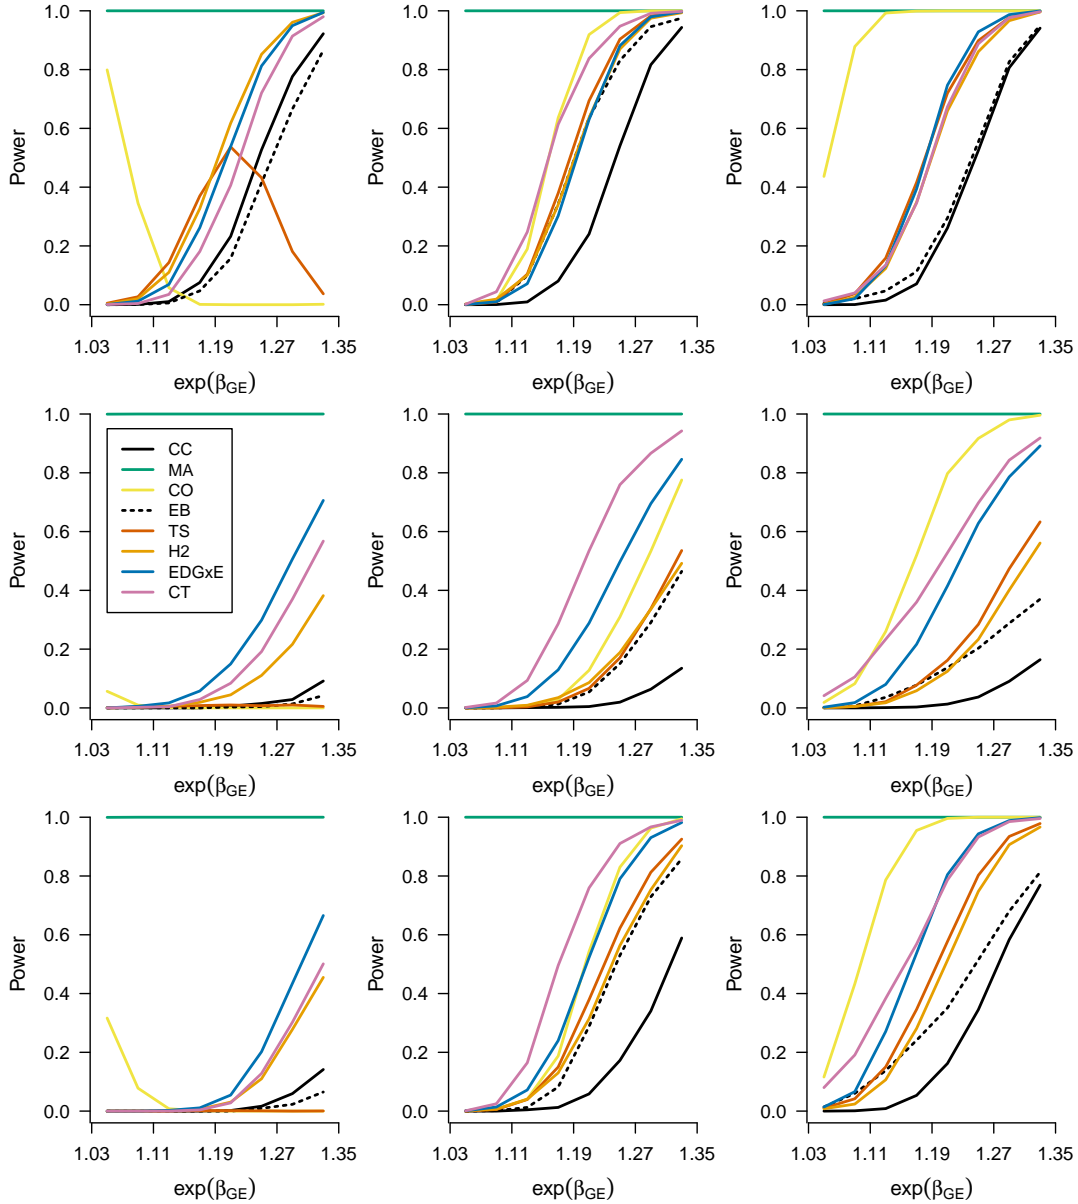 1.0 1.0 1.0
0.8 0.8 0.8
0.6 0.6 0.6
Power Power Power
0.4 0.4 0.4
0.2 0.2 0.2
0.0 0.0 0.0
1.03 1.11 1.19 1.27 1.35 1.03 1.11 1.19 1.27 1.35 1.03 1.11 1.19 1.27 1.35
exp(βGE) exp(βGE) exp(βGE)
1.0 1.0 1.0
0.8 0.8 0.8
0.6 0.6 0.6
Power Power Power
0.4 0.4 0.4
0.2 0.2 0.2
0.0 0.0 0.0
CC
MA
CO
EB
TS
H2
EDGxE
CT
1.03 1.11 1.19 1.27 1.35 1.03 1.11 1.19 1.27 1.35 1.03 1.11 1.19 1.27 1.35
exp(βGE) exp(βGE) exp(βGE)
1.0 1.0 1.0
0.8 0.8 0.8
0.6 0.6 0.6
Power Power Power
0.4 0.4 0.4
0.2 0.2 0.2
0.0 0.0 0.0
1.03 1.11 1.19 1.27 1.35 1.03 1.11 1.19 1.27 1.35 1.03 1.11 1.19 1.27 1.35
exp(βGE) exp(βGE) exp(βGE)